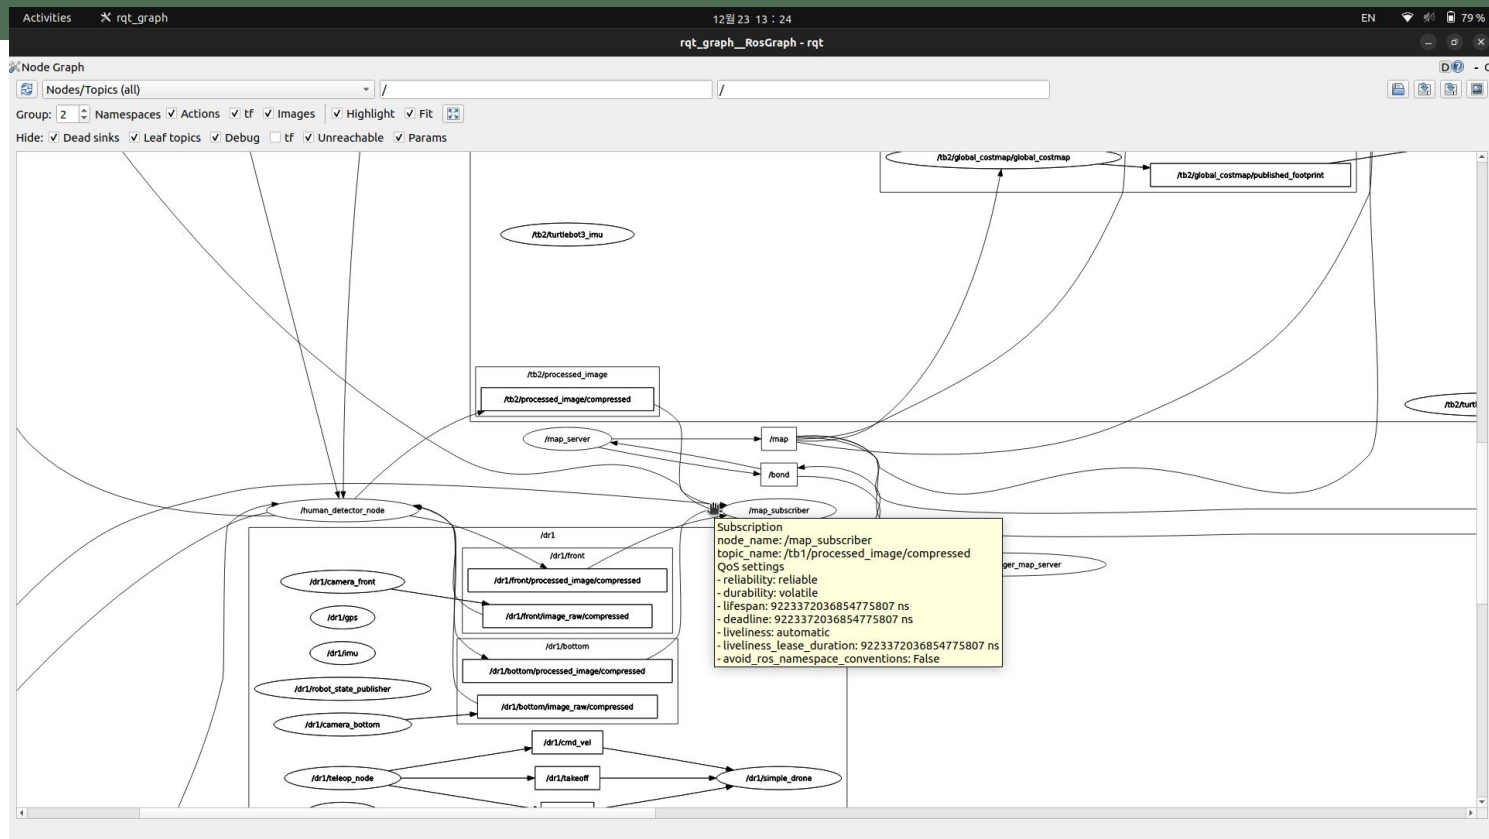 Activities rqt_graph 12월 23 13 : 24 EN 79 %
rqt_graph__RosGraph - rqt
Node Graph D - 
Nodes/Topics (all) / /
Group: 2 Namespaces Actions tf Images Highlight Fit
Hide: Dead sinks Leaf topics Debug tf Unreachable Params
/tb2/global_costmap/global_costmap
/tb2/global_costmap/published_footprint
/tb2/turtlebot3_imu
/tb2/processed_image
/tb2/processed_image/compressed
/tb2/turtl
/map_server
/map
/bond
/human_detector_node
/map_subscriber
Subscription
node_name: /map_subscriber
topic_name: /tb1/processed_image/compressed
QoS settings
- reliability: reliable
- durability: volatile
- lifespan: 9223372036854775807 ns
- deadline: 9223372036854775807 ns
- liveliness: automatic
- liveliness_lease_duration: 9223372036854775807 ns
- avoid_ros_namespace_conventions: False
ger_map_server
/dr1
/dr1/front
/dr1/camera_front
/dr1/front/processed_image/compressed
/dr1/gps
/dr1/front/image_raw/compressed
/dr1/imu
/dr1/bottom
/dr1/bottom/processed_image/compressed
/dr1/robot_state_publisher
/dr1/bottom/image_raw/compressed
/dr1/camera_bottom
/dr1/cmd_vel
/dr1/teleop_node
/dr1/takeoff
/dr1/simple_drone